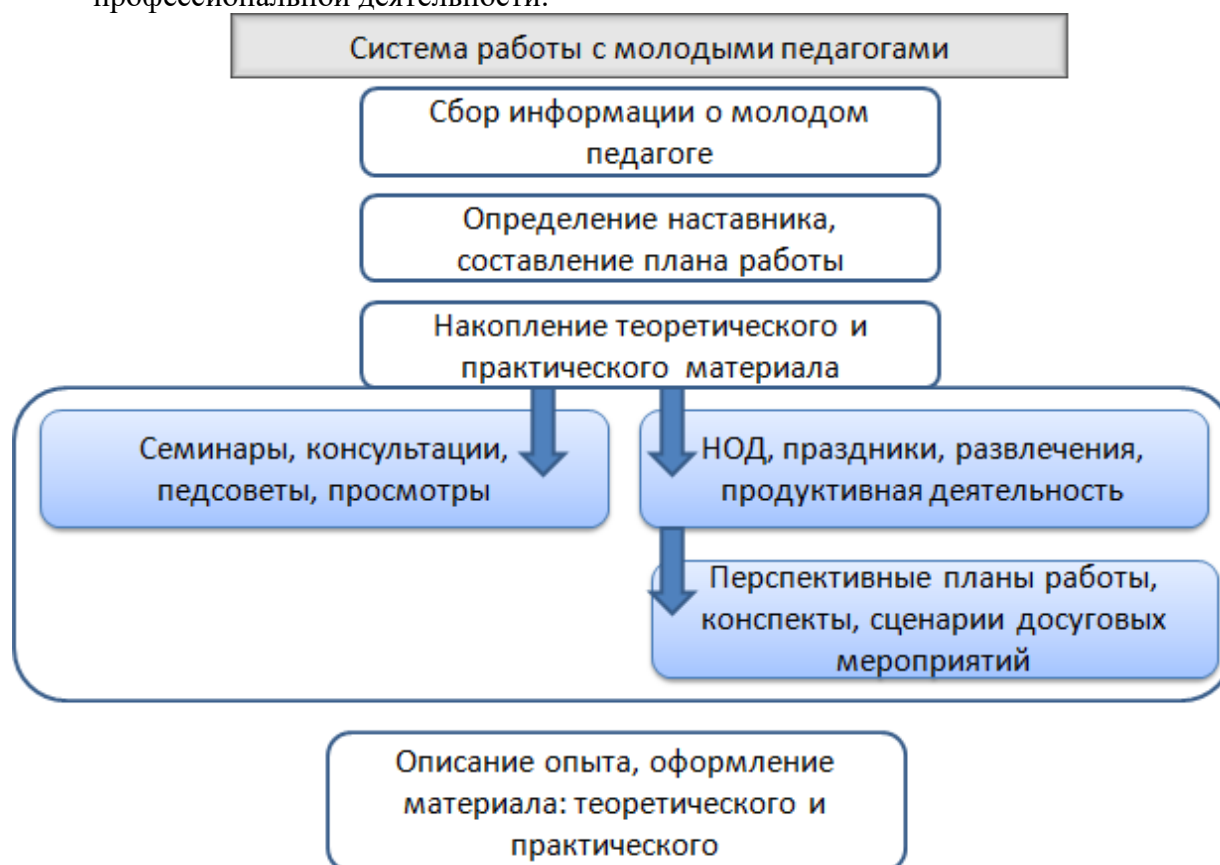 профессиональной деятельности.
Система работы с молодыми педагогами
Сбор информации о молодом
педагоге
Определение наставника,
составление плана работы
Накопление теоретического и
практического материала
Семинары, консультации,
педсоветы, просмотры
НОД, праздники, развлечения,
продуктивная деятельность
Перспективные планы работы,
конспекты, сценарии досуговых
мероприятий
Описание опыта, оформление
материала: теоретического и
практического